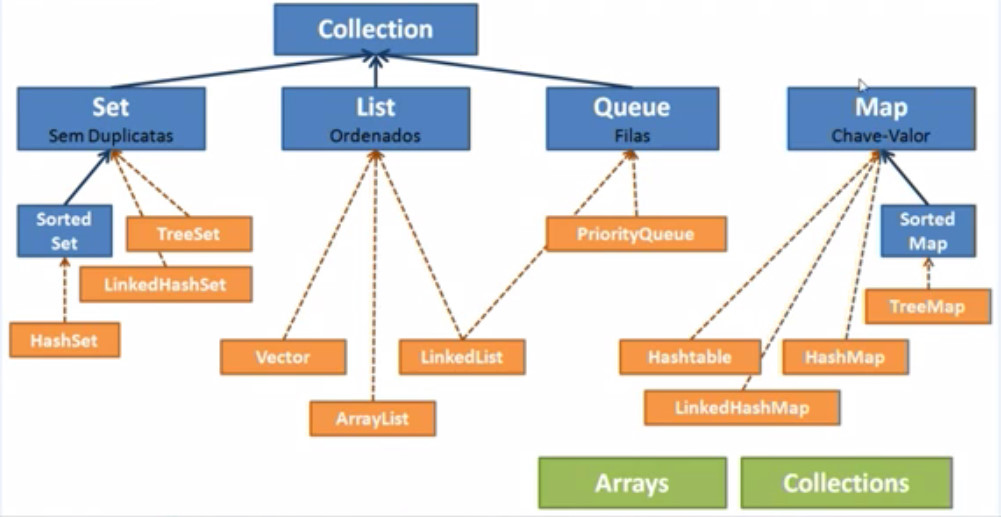 Collection
Set
Sem Duplicatas
List
Ordenados
Queue
Filas
Map
Chave-Valor
Sorted
Set
TreeSet
LinkedHashSet
HashSet
Vector
ArrayList
LinkedList
PriorityQueue
Sorted
Map
TreeMap
Hashtable
HashMap
LinkedHashMap
Arrays
Collections